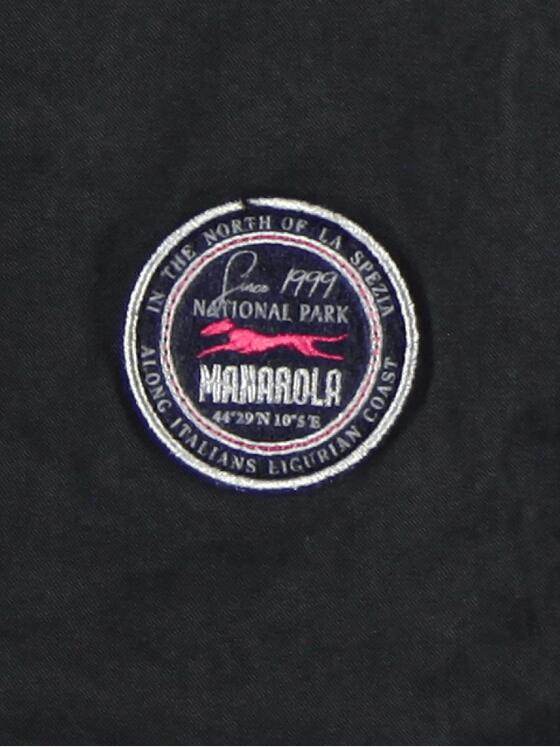 IN THE NORTH OF LA SPEZIA
Since 1999
NATIONAL PARK
MANAROLA
44°29'N 10°5'E
ALONG ITALIANS LIGURIAN COAST